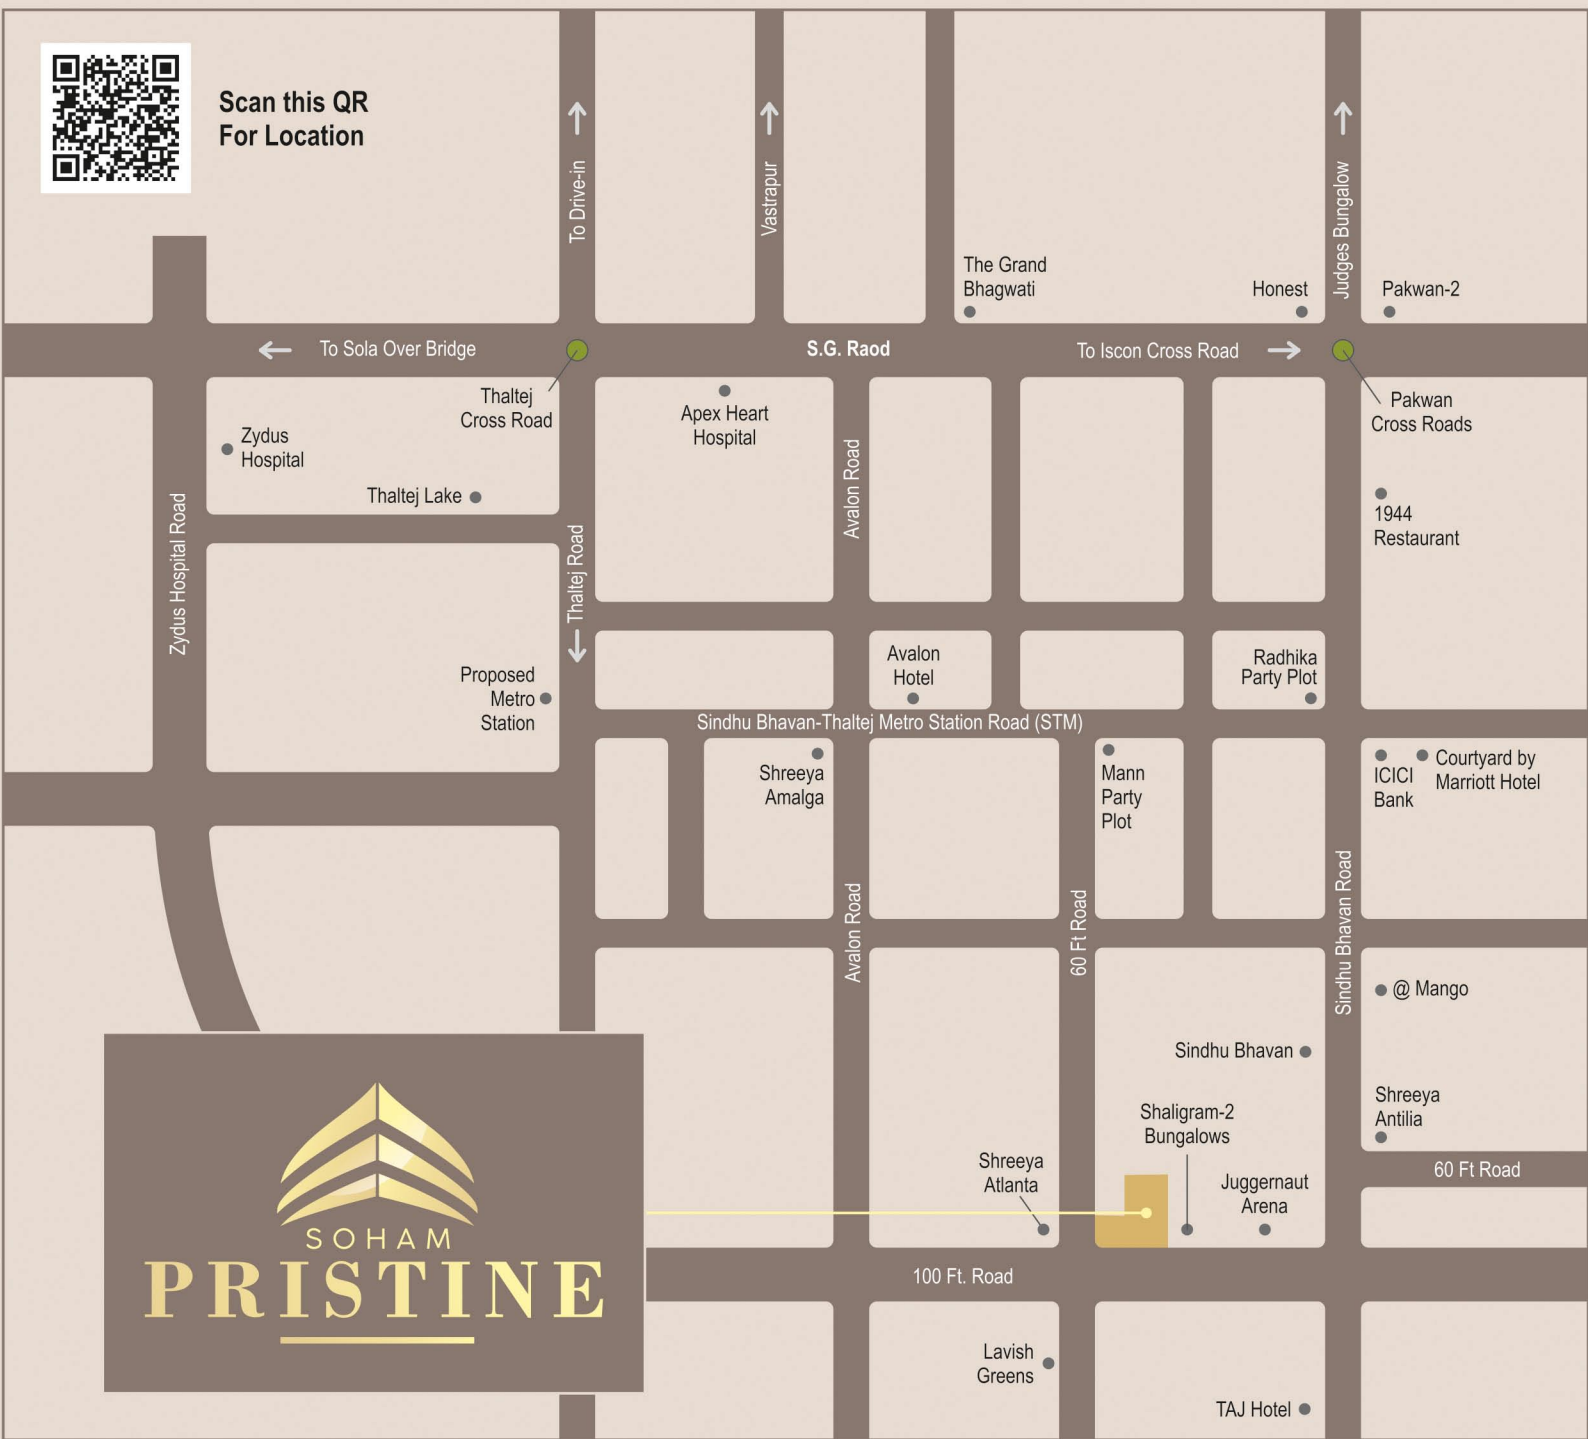 Scan this QR
For Location
To Drive-in
Vastrapur
Judges Bungalow
The Grand
Bhagwati
Honest
Pakwan-2
To Sola Over Bridge
S.G. Raod
To Iscon Cross Road
Thaltej
Cross Road
Apex Heart
Hospital
Pakwan
Cross Roads
Zydus
Hospital
Thaltej Lake
Avalon Road
1944
Restaurant
Zydus Hospital Road
Thaltej Road
Proposed
Metro
Station
Avalon
Hotel
Radhika
Party Plot
Sindhu Bhavan-Thaltej Metro Station Road (STM)
Shreeya
Amalga
Mann
Party
Plot
ICICI
Bank
Courtyard by
Marriott Hotel
Avalon Road
60 Ft Road
Sindhu Bhavan Road
@ Mango
Sindhu Bhavan
Shreeya
Antilia
Shaligram-2
Bungalows
Shreeya
Atlanta
Juggernaut
Arena
60 Ft Road
SOHAM
PRISTINE
100 Ft. Road
Lavish
Greens
TAJ Hotel